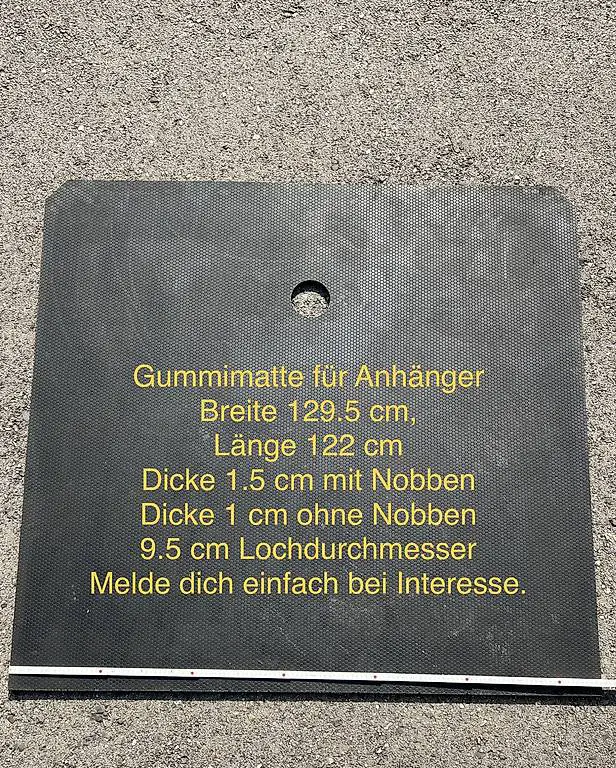 Gummimatte für Anhänger
Breite 129.5 cm,
Länge 122 cm
Dicke 1.5 cm mit Nobben
Dicke 1 cm ohne Nobben
9.5 cm Lochdurchmesser
Melde dich einfach bei Interesse.